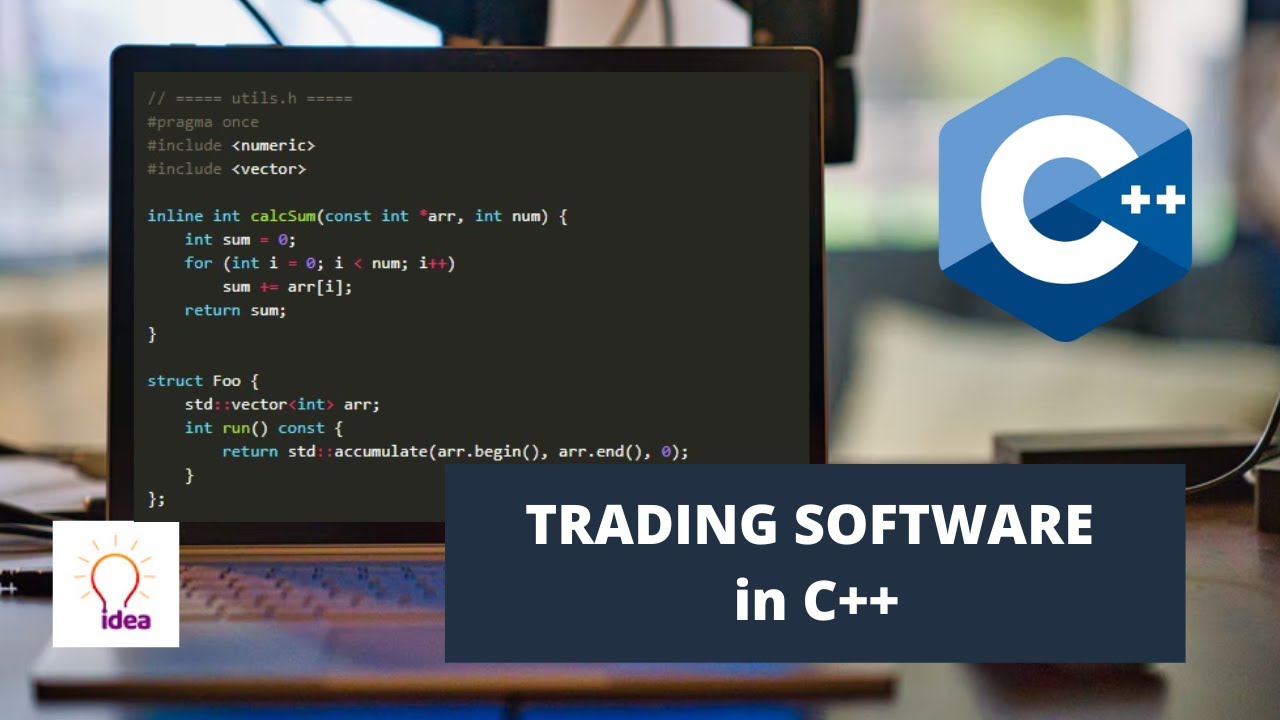 // ===== utils.h =====
#pragma once
#include <numeric>
#include <vector>

inline int calcSum(const int *arr, int num) {
    int sum = 0;
    for (int i = 0; i < num; i++)
        sum += arr[i];
    return sum;
}

struct Foo {
    std::vector<int> arr;
    int run() const {
        return std::accumulate(arr.begin(), arr.end(), 0);
    }
};
C++
TRADING SOFTWARE
in C++
idea